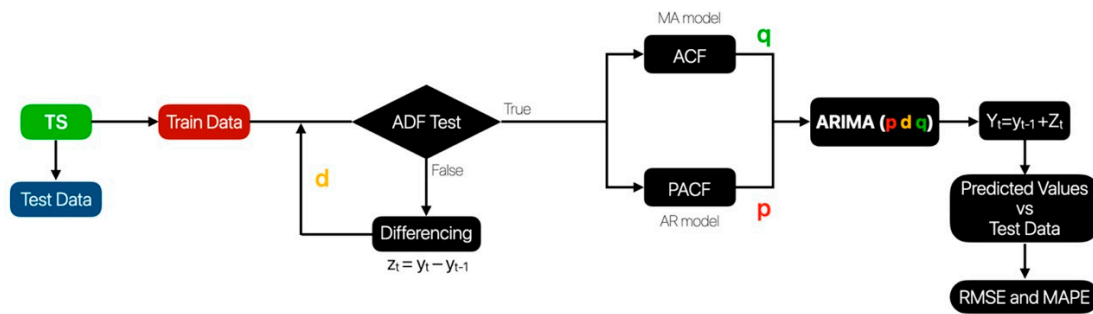 TS
Train Data
Test Data
d
ADF Test
True
False
Differencing
zₜ = yₜ – yₜ₋₁
MA model
ACF
q
PACF
AR model
p
ARIMA (p d q)
Yₜ=yₜ₋₁+Zₜ
Predicted Values
vs
Test Data
RMSE and MAPE